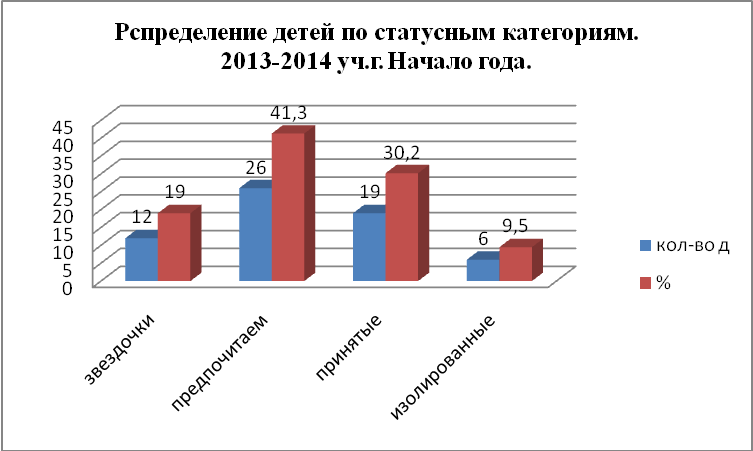 Рспределение детей по статусным категориям.
2013-2014 уч.г. Начало года.
45
40
35
30
25
20
15
10
5
0
12
19
26
41,3
19
30,2
6
9,5
звездочки
предпочитаем
принятые
изолированные
кол-во д
%